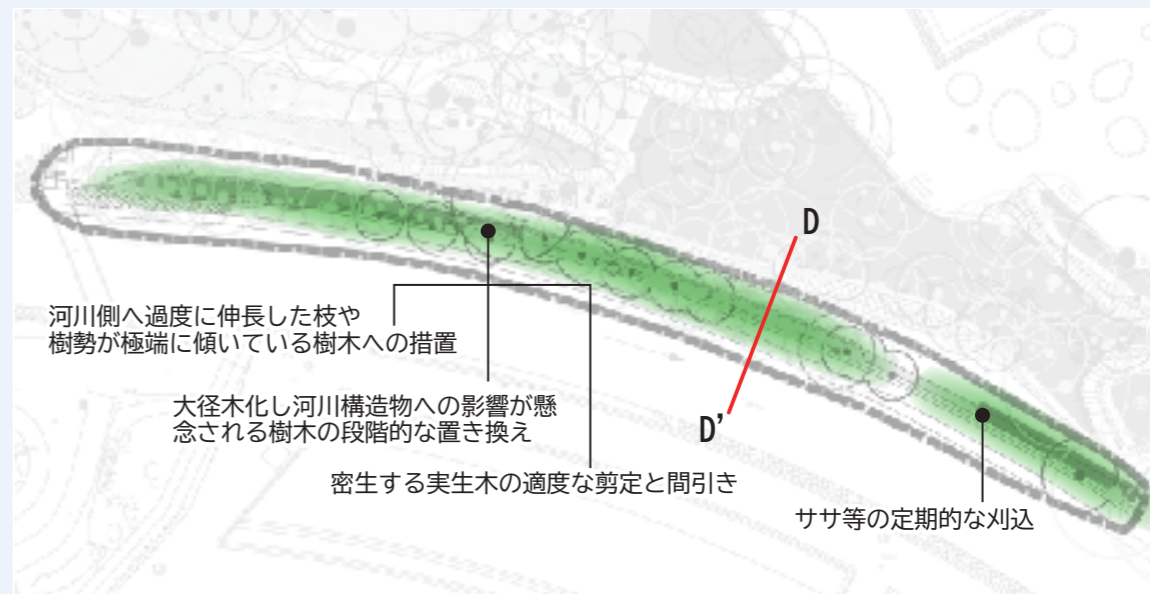 D
D’
河川側へ過度に伸長した枝や
樹勢が極端に傾いている樹木への措置
大径木化し河川構造物への影響が懸
念される樹木の段階的な置き換え
密生する実生木の適度な剪定と間引き
ササ等の定期的な刈込